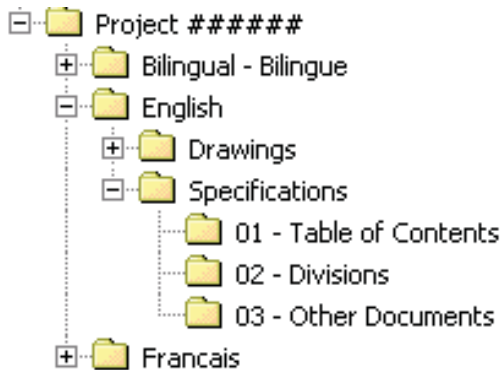 Project ######
Bilingual - Bilingue
English
Drawings
Specifications
01 - Table of Contents
02 - Divisions
03 - Other Documents
Francais